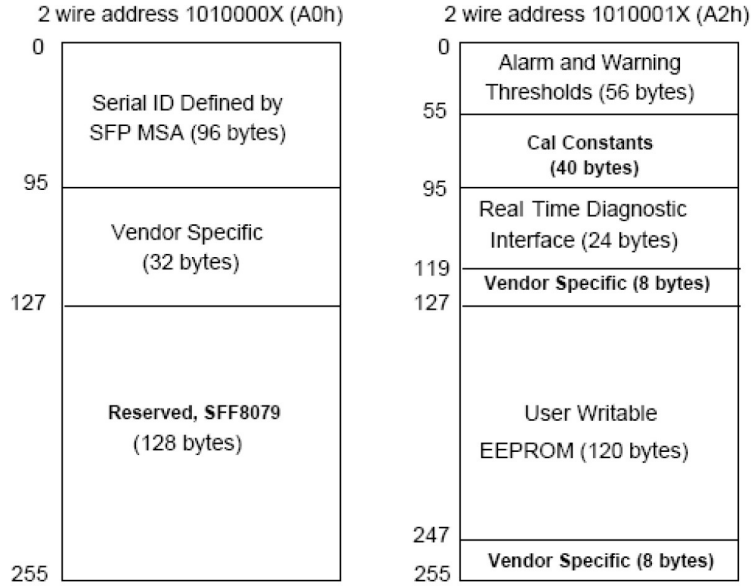 2 wire address 1010000X (A0h)
0
Serial ID Defined by
SFP MSA (96 bytes)
95
Vendor Specific
(32 bytes)
127
Reserved, SFF8079
(128 bytes)
255
2 wire address 1010001X (A2h)
0
Alarm and Warning
Thresholds (56 bytes)
55
Cal Constants
(40 bytes)
95
Real Time Diagnostic
Interface (24 bytes)
119
Vendor Specific (8 bytes)
127
User Writable
EEPROM (120 bytes)
247
Vendor Specific (8 bytes)
255